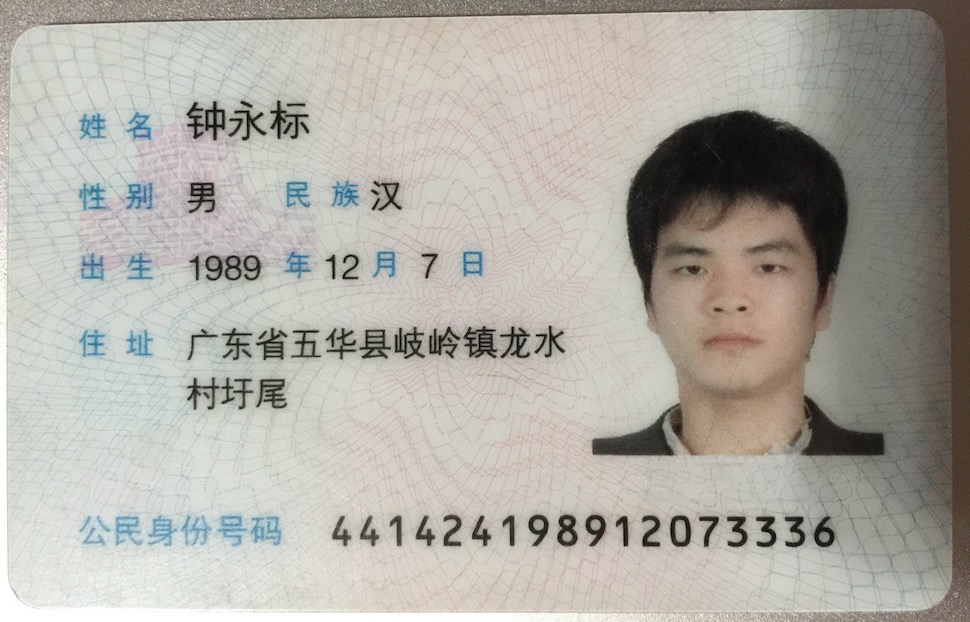 姓名 钟永标
性别 男 民族 汉
出生 1989 年 12 月 7 日
住址 广东省五华县岐岭镇龙水
村圩尾
公民身份号码 441424198912073336